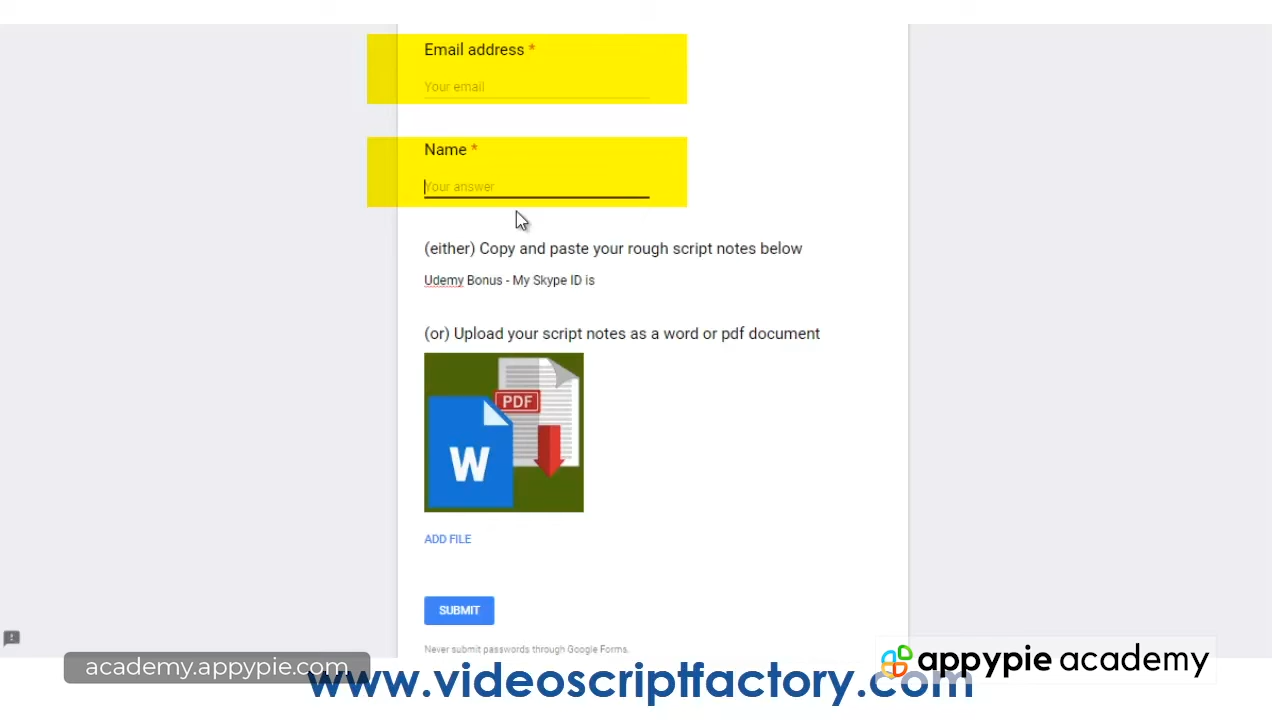 Email address *
Your email
Name *
Your answer
(either) Copy and paste your rough script notes below
Udemy Bonus - My Skype ID is
(or) Upload your script notes as a word or pdf document
PDF
W
ADD FILE
SUBMIT
Never submit passwords through Google Forms.
academy.appypie.com
appypie academy
www.videoscriptfactory.com